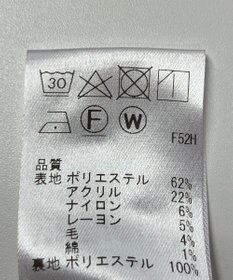 30
F W
F52H
品質
表地 ポリエステル 62%
アクリル 22%
ナイロン 6%
レーヨン 5%
毛 4%
綿 1%
裏地 ポリエステル 100%